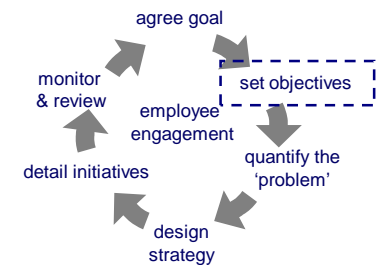 agree goal
set objectives
quantify the
‘problem’
design
strategy
detail initiatives
monitor
& review
employee
engagement